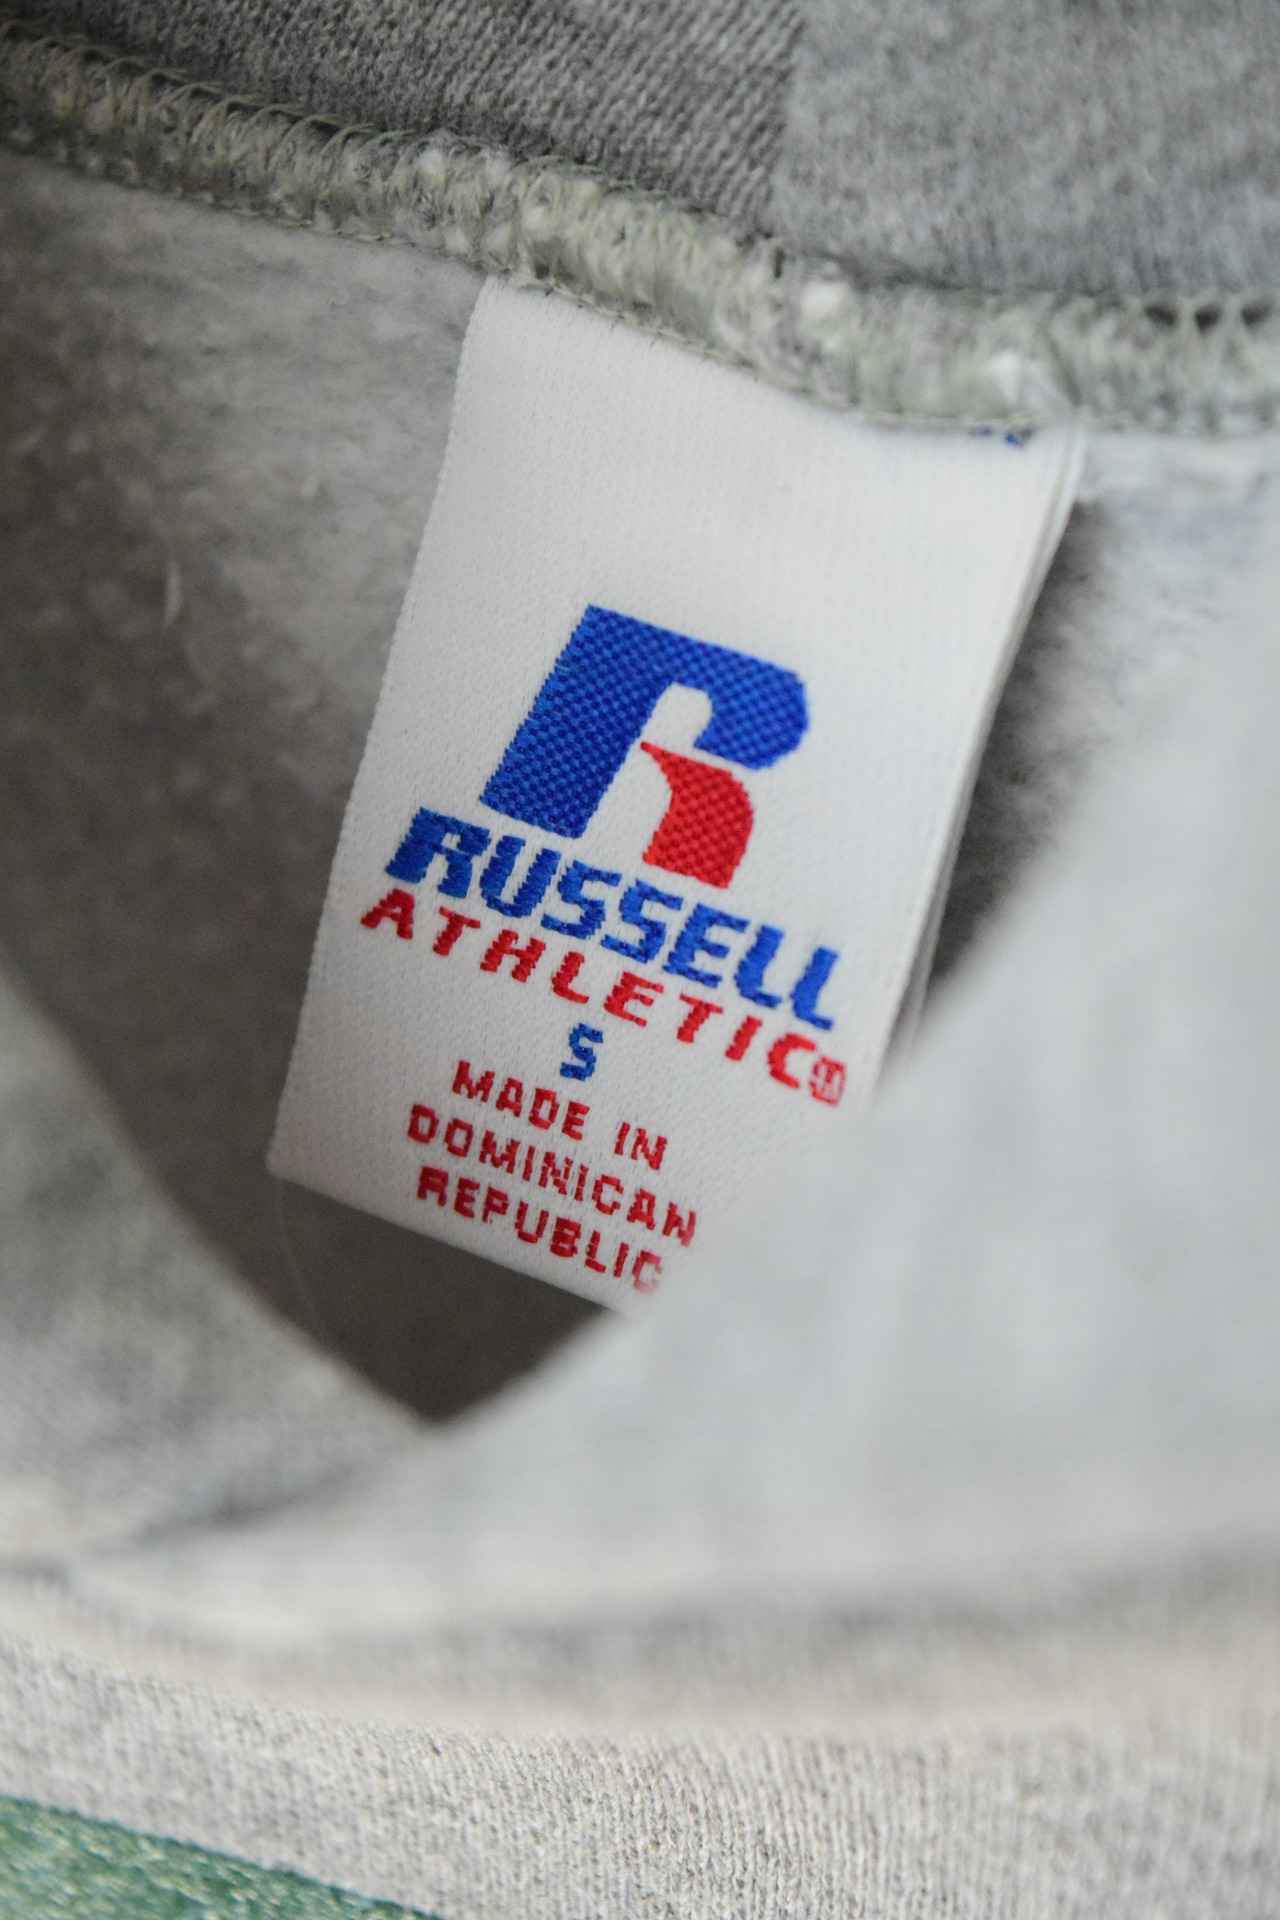 R
RUSSELL
ATHLETIC®
S
MADE IN
DOMINICAN
REPUBLIC